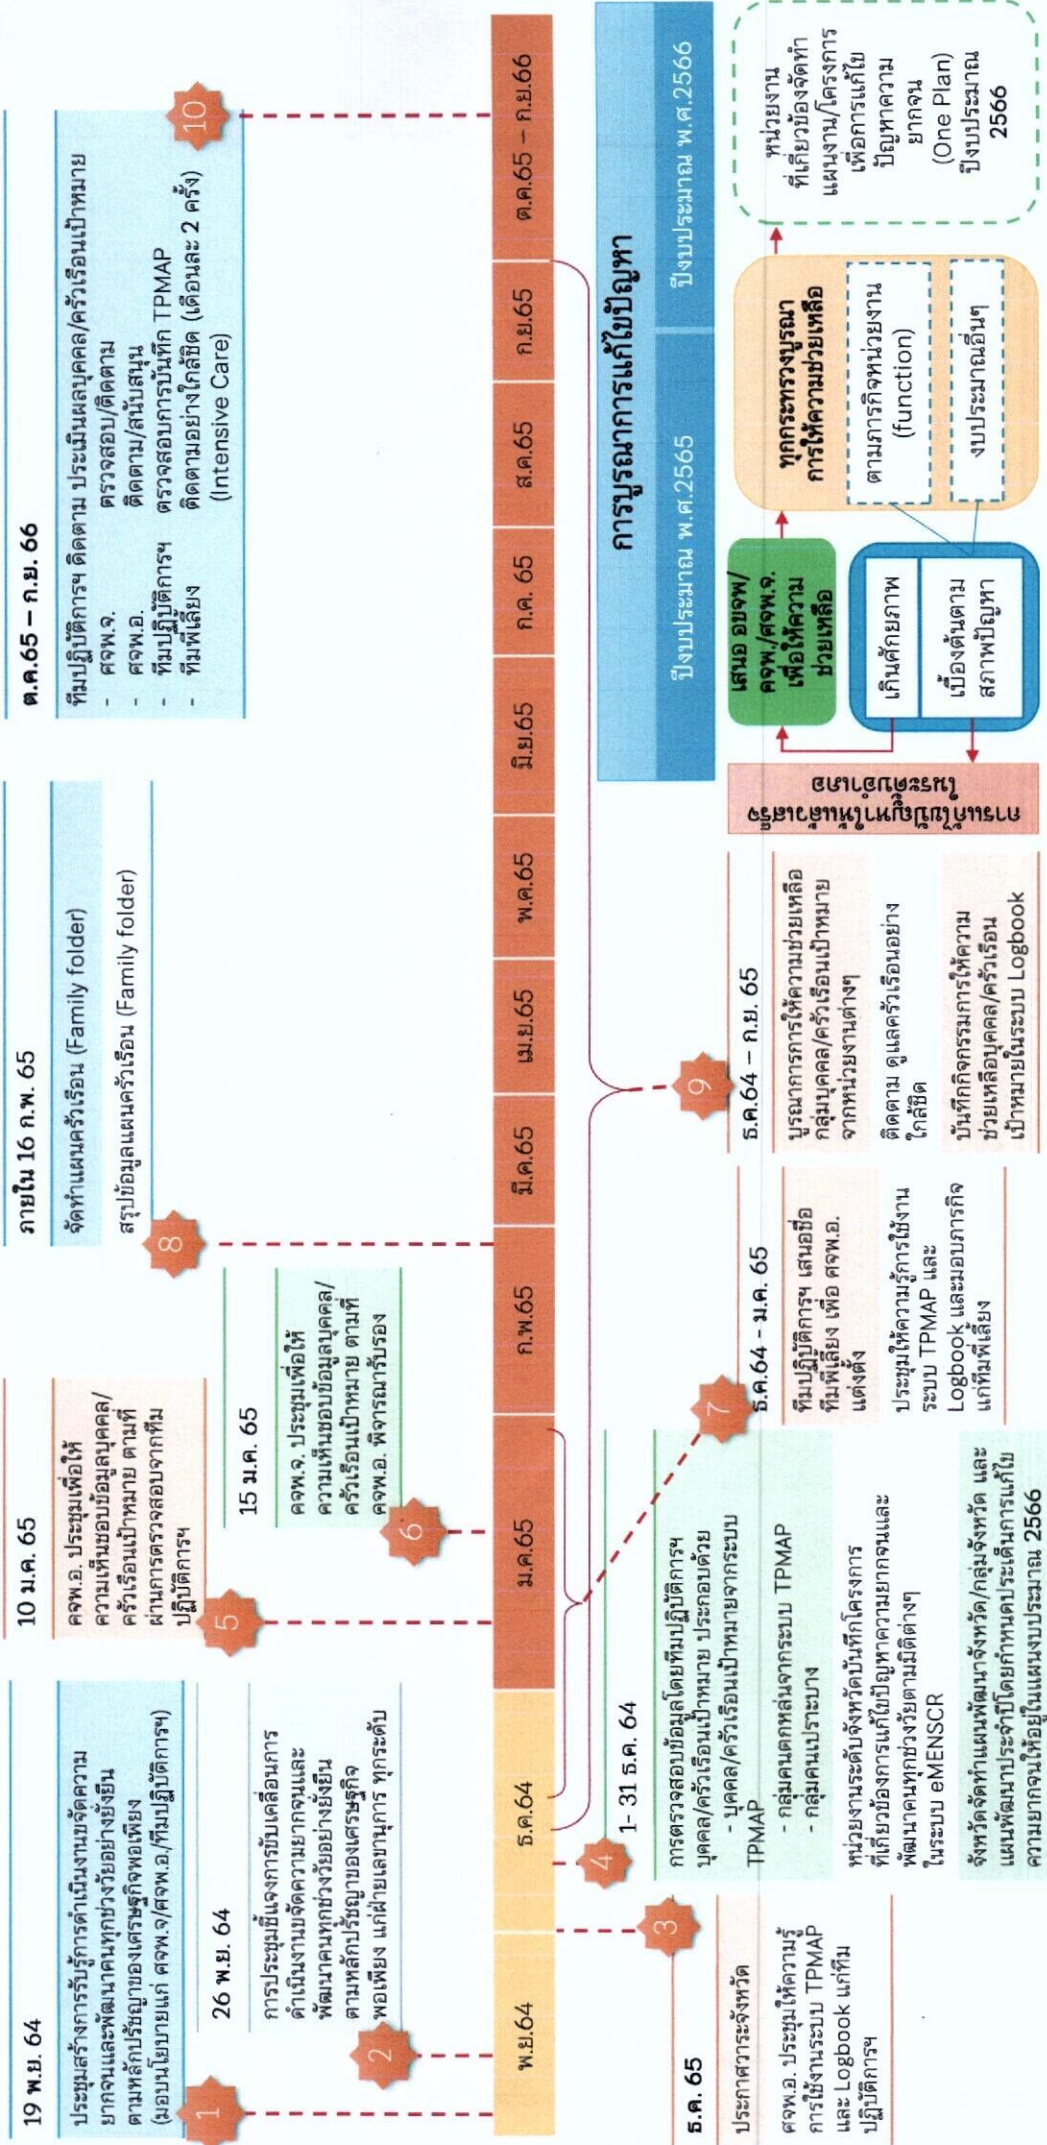 19 พ.ย. 64
ประชุมสร้างการรับรู้การดำเนินงานขจัดความ
ยากจนและพัฒนาคนทุกช่วงวัยอย่างยั่งยืน
ตามหลักปรัชญาของเศรษฐกิจพอเพียง
(มอบนโยบายแก่ ศจพ.จ/ศจพ.อ./ทีมปฏิบัติการฯ)
1
26 พ.ย. 64
การประชุมชี้แจงการขับเคลื่อนการ
ดำเนินงานขจัดความยากจนและ
พัฒนาคนทุกช่วงวัยอย่างยั่งยืน
ตามหลักปรัชญาของเศรษฐกิจ
พอเพียง แก่ฝ่ายเลขานุการ ทุกระดับ
2
10 ม.ค. 65
คจพ.อ. ประชุมเพื่อให้
ความเห็นชอบข้อมูลบุคคล/
ครัวเรือนเป้าหมาย ตามที่
ผ่านการตรวจสอบจากทีม
ปฏิบัติการฯ
5
15 ม.ค. 65
คจพ.จ. ประชุมเพื่อให้
ความเห็นชอบข้อมูลบุคคล/
ครัวเรือนเป้าหมาย ตามที่
คจพ.อ. พิจารณารับรอง
6
ภายใน 16 ก.พ. 65
จัดทำแผนครัวเรือน (Family folder)
สรุปข้อมูลแผนครัวเรือน (Family folder)
8
ต.ค.65 – ก.ย. 66
ทีมปฏิบัติการฯ ติดตาม ประเมินผลบุคคล/ครัวเรือนเป้าหมาย
- ศจพ.จ. ตรวจสอบ/ติดตาม
- ศจพ.อ. ติดตาม/สนับสนุน
- ทีมปฏิบัติการฯ ตรวจสอบการบันทึก TPMAP
- ทีมพี่เลี้ยง ติดตามอย่างใกล้ชิด (เดือนละ 2 ครั้ง)
(Intensive Care)
10
พ.ย.64 ธ.ค.64 ม.ค.65 ก.พ.65 มี.ค.65 เม.ย.65 พ.ค.65 มิ.ย.65 ก.ค. 65 ส.ค.65 ก.ย.65 ต.ค.65 – ก.ย.66
3
ธ.ค. 65
ประกาศวาระจังหวัด
ศจพ.อ. ประชุมให้ความรู้
การใช้งานระบบ TPMAP
และ Logbook แก่ทีม
ปฏิบัติการฯ
4
1- 31 ธ.ค. 64
การตรวจสอบข้อมูลโดยทีมปฏิบัติการฯ
บุคคล/ครัวเรือนเป้าหมาย ประกอบด้วย
- บุคคล/ครัวเรือนเป้าหมายจากระบบ
TPMAP
- กลุ่มคนตกหล่นจากระบบ TPMAP
- กลุ่มคนเปราะบาง
หน่วยงานระดับจังหวัดบันทึกโครงการ
ที่เกี่ยวข้องการแก้ไขปัญหาความยากจนและ
พัฒนาคนทุกช่วงวัยตามมิติต่างๆ
ในระบบ eMENSCR
จังหวัดจัดทำแผนพัฒนาจังหวัด/กลุ่มจังหวัด และ
แผนพัฒนาประจำปีโดยกำหนดประเด็นการแก้ไข
ความยากจนให้อยู่ในแผนงบประมาณ 2566
7
ธ.ค.64 - ม.ค. 65
ทีมปฏิบัติการฯ เสนอชื่อ
ทีมพี่เลี้ยง เพื่อ ศจพ.อ.
แต่งตั้ง
ประชุมให้ความรู้การใช้งาน
ระบบ TPMAP และ
Logbook และมอบภารกิจ
แก่ทีมพี่เลี้ยง
9
ธ.ค.64 – ก.ย. 65
บูรณาการการให้ความช่วยเหลือ
กลุ่มบุคคล/ครัวเรือนเป้าหมาย
จากหน่วยงานต่างๆ
ติดตาม ดูแลครัวเรือนอย่าง
ใกล้ชิด
บันทึกกิจกรรมการให้ความ
ช่วยเหลือบุคคล/ครัวเรือน
เป้าหมายในระบบ Logbook
การบูรณาการแก้ไขปัญหา
ปีงบประมาณ พ.ศ.2565 ปีงบประมาณ พ.ศ.2566
การแก้ไขปัญหาให้แล้วเสร็จ
ในระดับอำเภอ
เสนอ อขจพ/
คจพ./ศจพ.จ.
เพื่อให้ความ
ช่วยเหลือ
เกินศักยภาพ
เบื้องต้นตาม
สภาพปัญหา
ทุกกระทรวงบูรณา
การให้ความช่วยเหลือ
ตามภารกิจหน่วยงาน
(function)
งบประมาณอื่นๆ
หน่วยงาน
ที่เกี่ยวข้องจัดทำ
แผนงาน/โครงการ
เพื่อการแก้ไข
ปัญหาความ
ยากจน
(One Plan)
ปีงบประมาณ
2566